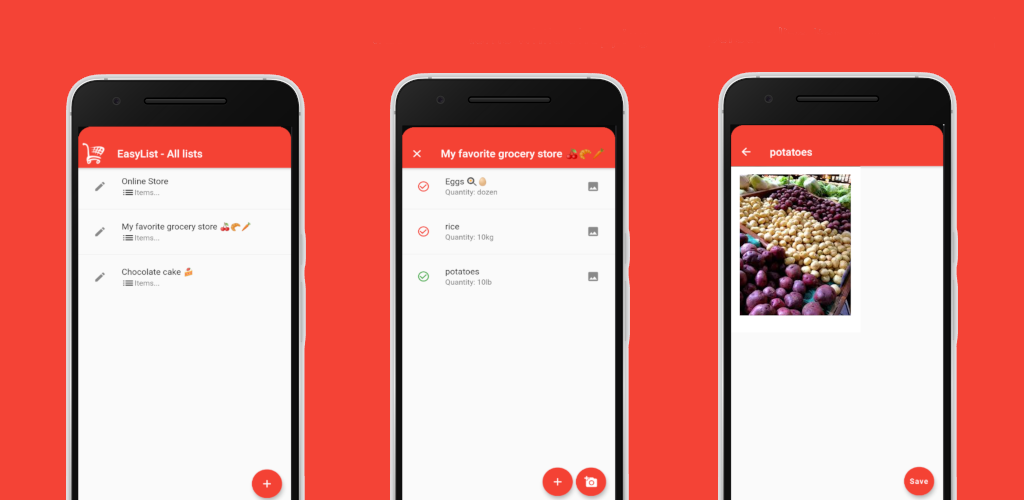 EasyList - All lists
Online Store
Items...
My favorite grocery store 🍒🥐🥖
Items...
Chocolate cake 🍰
Items...
My favorite grocery store 🍒🥐🥖
Eggs 🍳🥚
Quantity: dozen
rice
Quantity: 10kg
potatoes
Quantity: 10lb
potatoes
Save